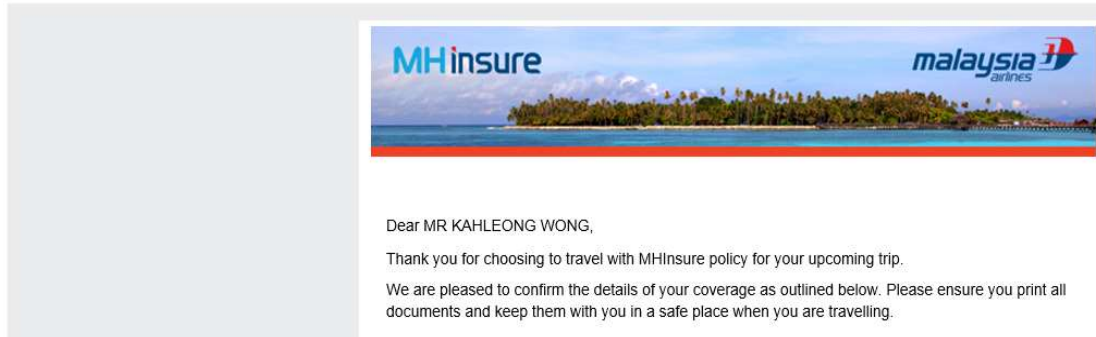 MHinsure
malaysia
airlines
Dear MR KAHLEONG WONG,
Thank you for choosing to travel with MHInsure policy for your upcoming trip.
We are pleased to confirm the details of your coverage as outlined below. Please ensure you print all
documents and keep them with you in a safe place when you are travelling.